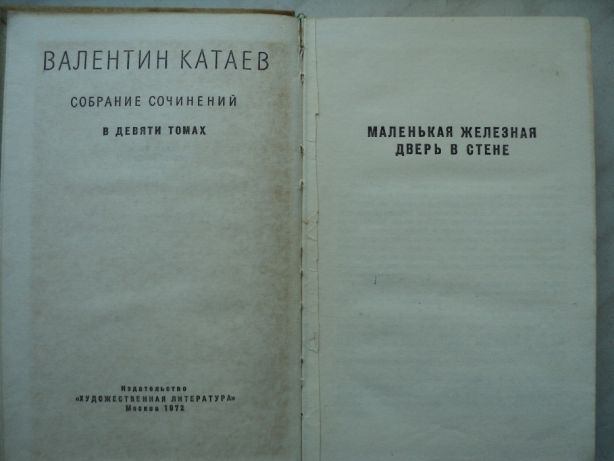 ВАЛЕНТИН КАТАЕВ
СОБРАНИЕ СОЧИНЕНИЙ
В ДЕВЯТИ ТОМАХ
Издательство
«ХУДОЖЕСТВЕННАЯ ЛИТЕРАТУРА»
Москва 1972
МАЛЕНЬКАЯ ЖЕЛЕЗНАЯ
ДВЕРЬ В СТЕНЕ